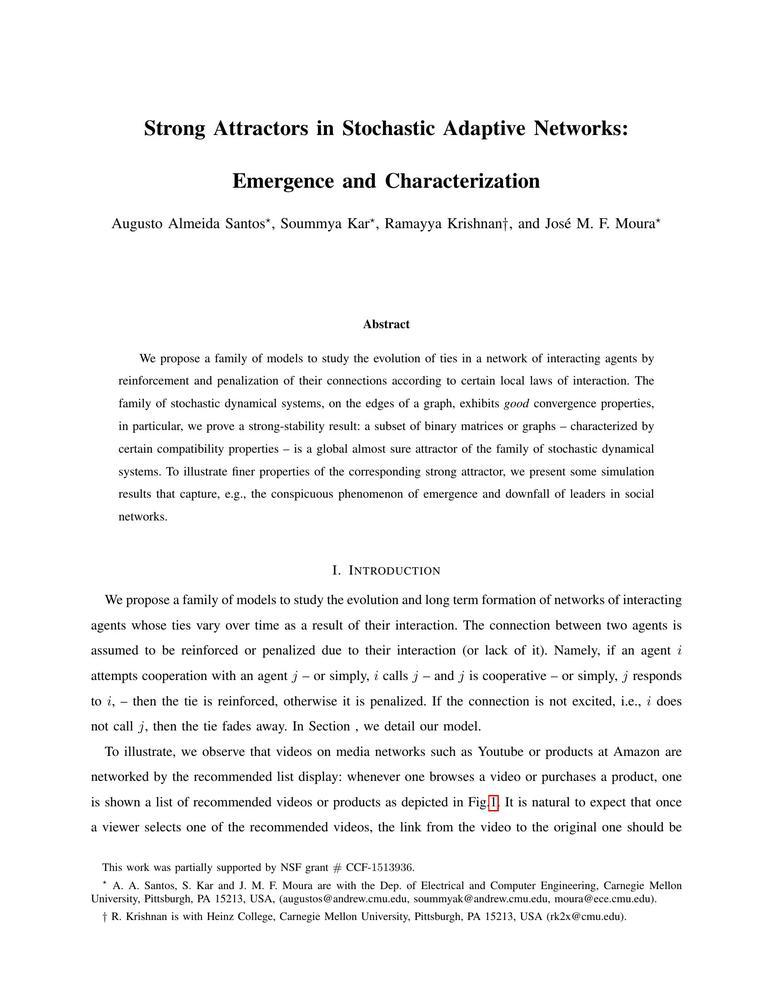 Strong Attractors in Stochastic Adaptive Networks:
Emergence and Characterization
Augusto Almeida Santos⋆, Soummya Kar⋆, Ramayya Krishnan†, and José M. F. Moura⋆
Abstract
We propose a family of models to study the evolution of ties in a network of interacting agents by
reinforcement and penalization of their connections according to certain local laws of interaction. The
family of stochastic dynamical systems, on the edges of a graph, exhibits good convergence properties,
in particular, we prove a strong-stability result: a subset of binary matrices or graphs – characterized by
certain compatibility properties – is a global almost sure attractor of the family of stochastic dynamical
systems. To illustrate finer properties of the corresponding strong attractor, we present some simulation
results that capture, e.g., the conspicuous phenomenon of emergence and downfall of leaders in social
networks.
I. INTRODUCTION
We propose a family of models to study the evolution and long term formation of networks of interacting
agents whose ties vary over time as a result of their interaction. The connection between two agents is
assumed to be reinforced or penalized due to their interaction (or lack of it). Namely, if an agent i
attempts cooperation with an agent j – or simply, i calls j – and j is cooperative – or simply, j responds
to i, – then the tie is reinforced, otherwise it is penalized. If the connection is not excited, i.e., i does
not call j, then the tie fades away. In Section , we detail our model.
To illustrate, we observe that videos on media networks such as Youtube or products at Amazon are
networked by the recommended list display: whenever one browses a video or purchases a product, one
is shown a list of recommended videos or products as depicted in Fig.1. It is natural to expect that once
a viewer selects one of the recommended videos, the link from the video to the original one should be
This work was partially supported by NSF grant # CCF-1513936.
⋆ A. A. Santos, S. Kar and J. M. F. Moura are with the Dep. of Electrical and Computer Engineering, Carnegie Mellon
University, Pittsburgh, PA 15213, USA, (augustos@andrew.cmu.edu, soummyak@andrew.cmu.edu, moura@ece.cmu.edu).
† R. Krishnan is with Heinz College, Carnegie Mellon University, Pittsburgh, PA 15213, USA (rk2x@cmu.edu).